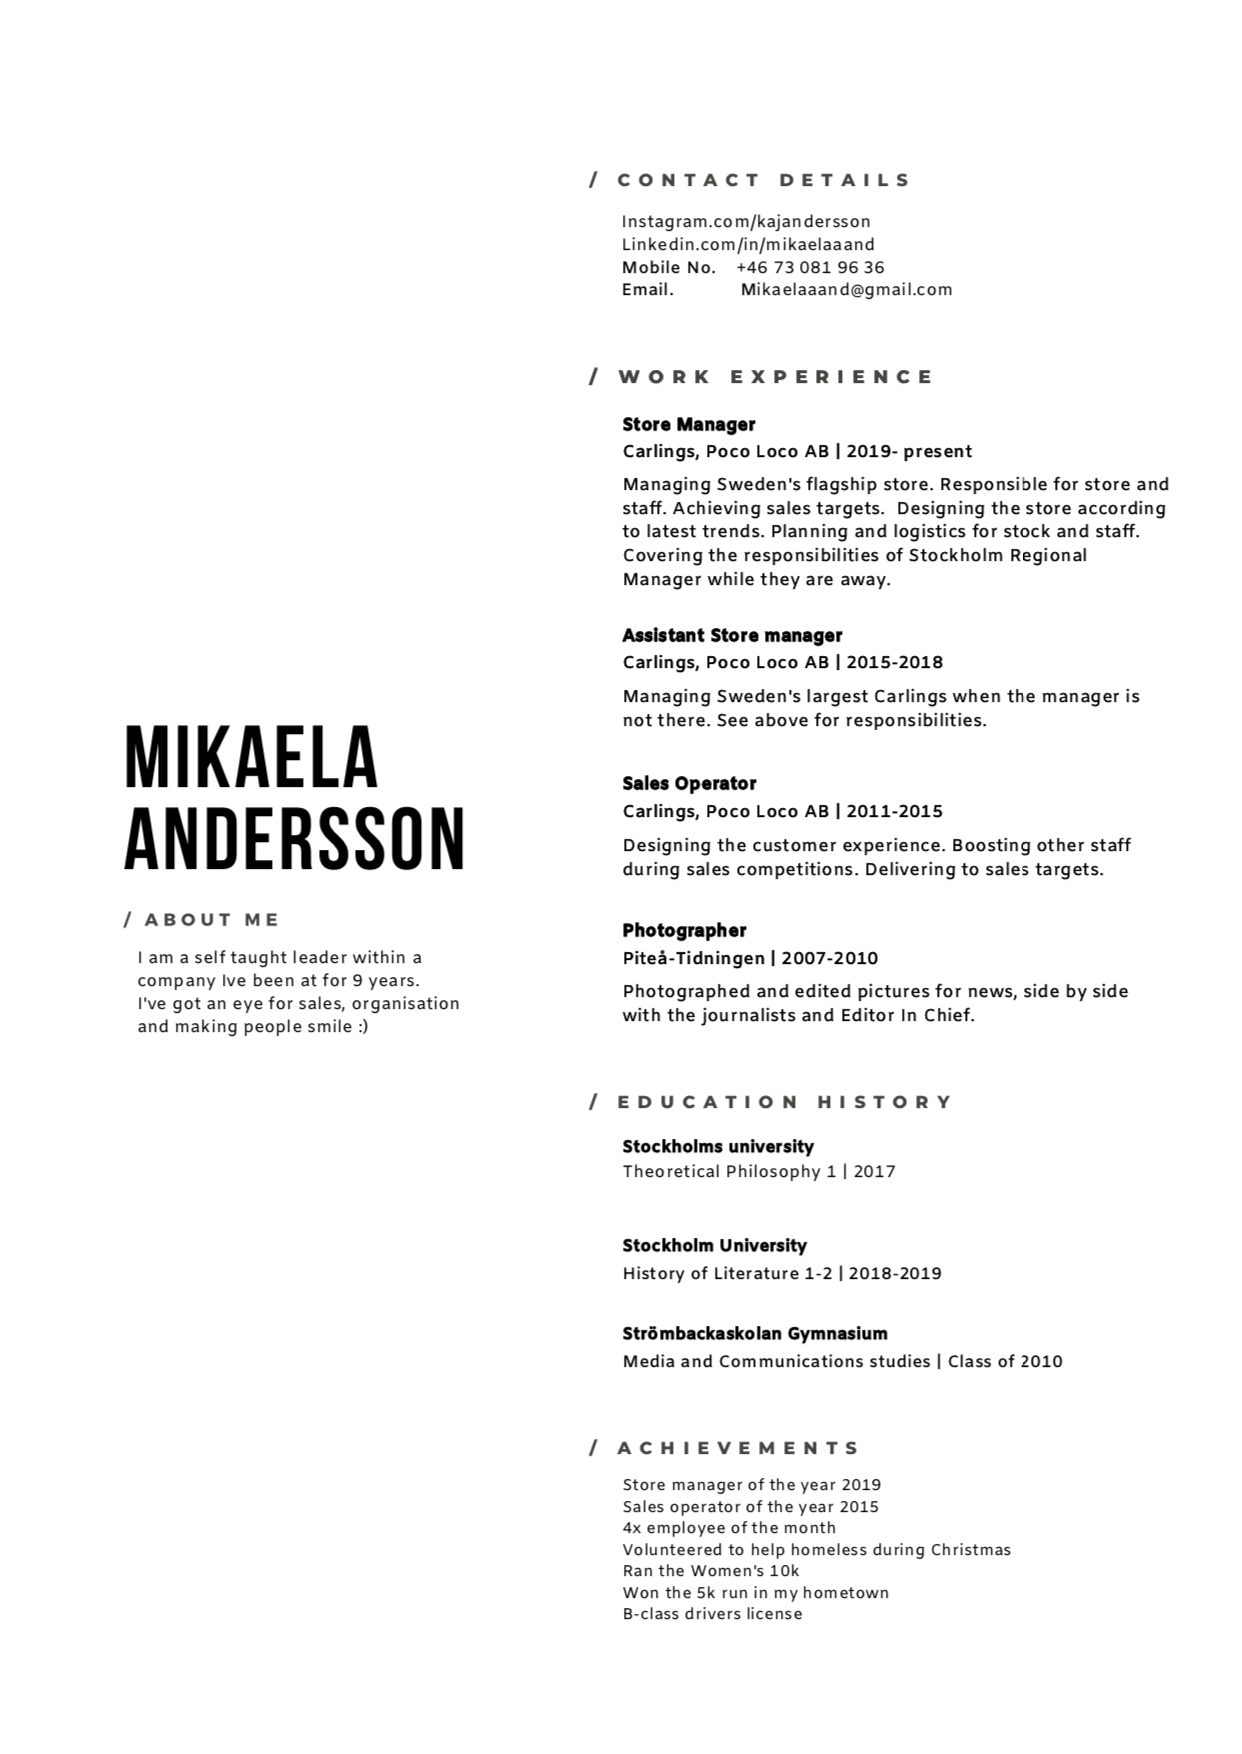 MIKAELA
ANDERSSON
/ ABOUT ME
I am a self taught leader within a
company Ive been at for 9 years.
I've got an eye for sales, organisation
and making people smile :)
/ CONTACT DETAILS
Instagram.com/kajandersson
Linkedin.com/in/mikaelaaand
Mobile No. +46 73 081 96 36
Email. Mikaelaaand@gmail.com
/ WORK EXPERIENCE
Store Manager
Carlings, Poco Loco AB | 2019- present
Managing Sweden's flagship store. Responsible for store and
staff. Achieving sales targets. Designing the store according
to latest trends. Planning and logistics for stock and staff.
Covering the responsibilities of Stockholm Regional
Manager while they are away.
Assistant Store manager
Carlings, Poco Loco AB | 2015-2018
Managing Sweden's largest Carlings when the manager is
not there. See above for responsibilities.
Sales Operator
Carlings, Poco Loco AB | 2011-2015
Designing the customer experience. Boosting other staff
during sales competitions. Delivering to sales targets.
Photographer
Piteå-Tidningen | 2007-2010
Photographed and edited pictures for news, side by side
with the journalists and Editor In Chief.
/ EDUCATION HISTORY
Stockholms university
Theoretical Philosophy 1 | 2017
Stockholm University
History of Literature 1-2 | 2018-2019
Strömbackaskolan Gymnasium
Media and Communications studies | Class of 2010
/ ACHIEVEMENTS
Store manager of the year 2019
Sales operator of the year 2015
4x employee of the month
Volunteered to help homeless during Christmas
Ran the Women's 10k
Won the 5k run in my hometown
B-class drivers license